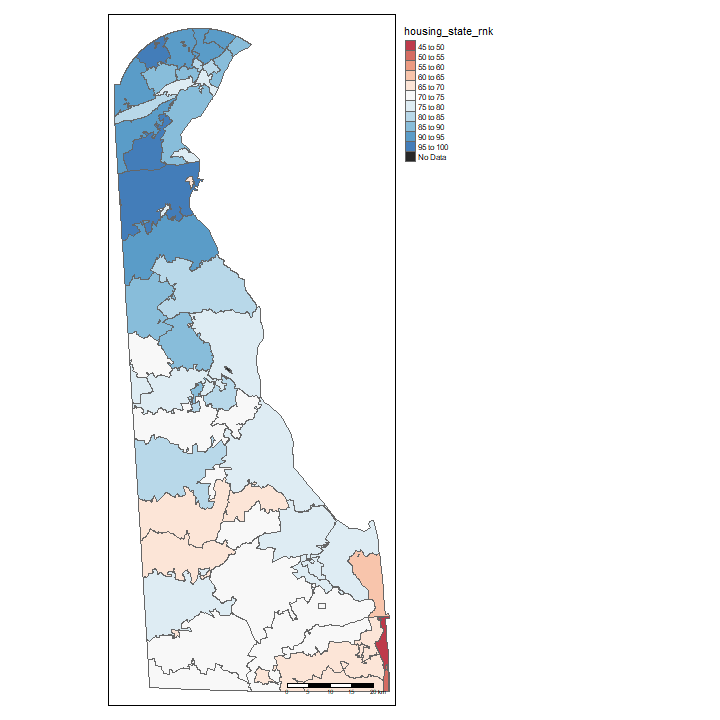 housing_state_rnk
45 to 50
50 to 55
55 to 60
60 to 65
65 to 70
70 to 75
75 to 80
80 to 85
85 to 90
90 to 95
95 to 100
No Data
0 5 10 15 20 km